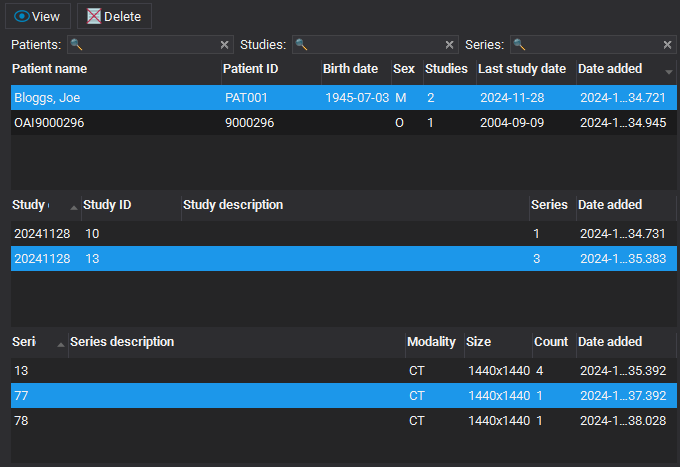 View Delete
Patients: Studies: Series:
Patient name Patient ID Birth date Sex Studies Last study date Date added
Bloggs, Joe PAT001 1945-07-03 M 2 2024-11-28 2024-1...34.721
OAI9000296 9000296 O 1 2004-09-09 2024-1...34.945
Study Study ID Study description Series Date added
20241128 10 1 2024-1...34.731
20241128 13 3 2024-1...35.383
Seri Series description Modality Size Count Date added
13 CT 1440x1440 4 2024-1...35.392
77 CT 1440x1440 1 2024-1...37.392
78 CT 1440x1440 1 2024-1...38.028